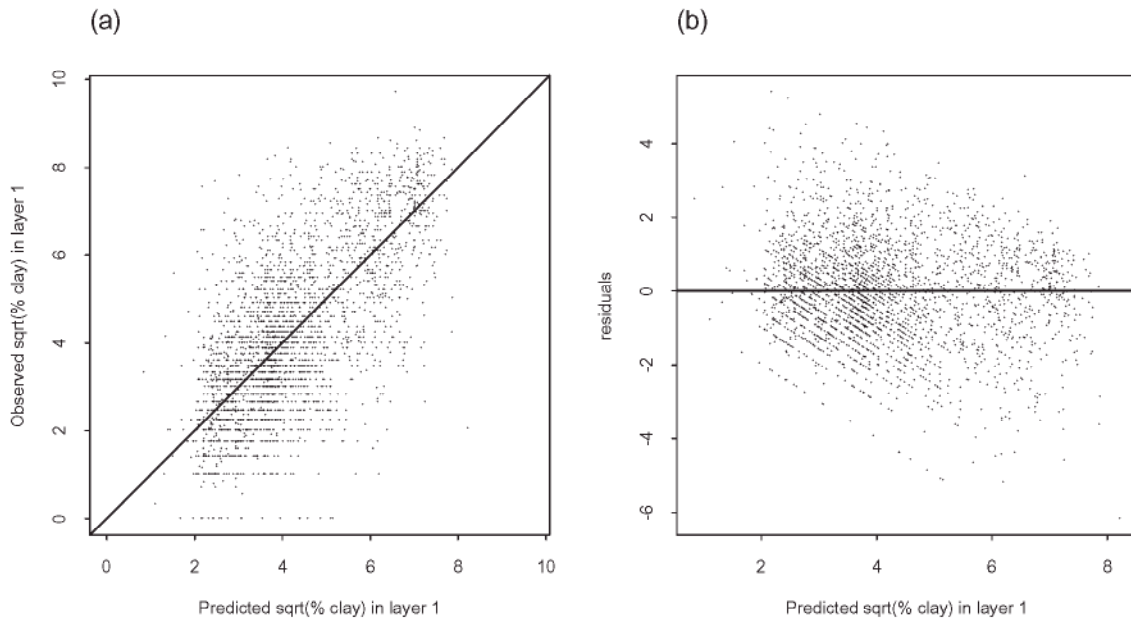 (a)
10
8
6
4
2
0
Observed sqrt(% clay) in layer 1
0 2 4 6 8 10
Predicted sqrt(% clay) in layer 1
(b)
4
2
0
-2
-4
-6
residuals
2 4 6 8
Predicted sqrt(% clay) in layer 1